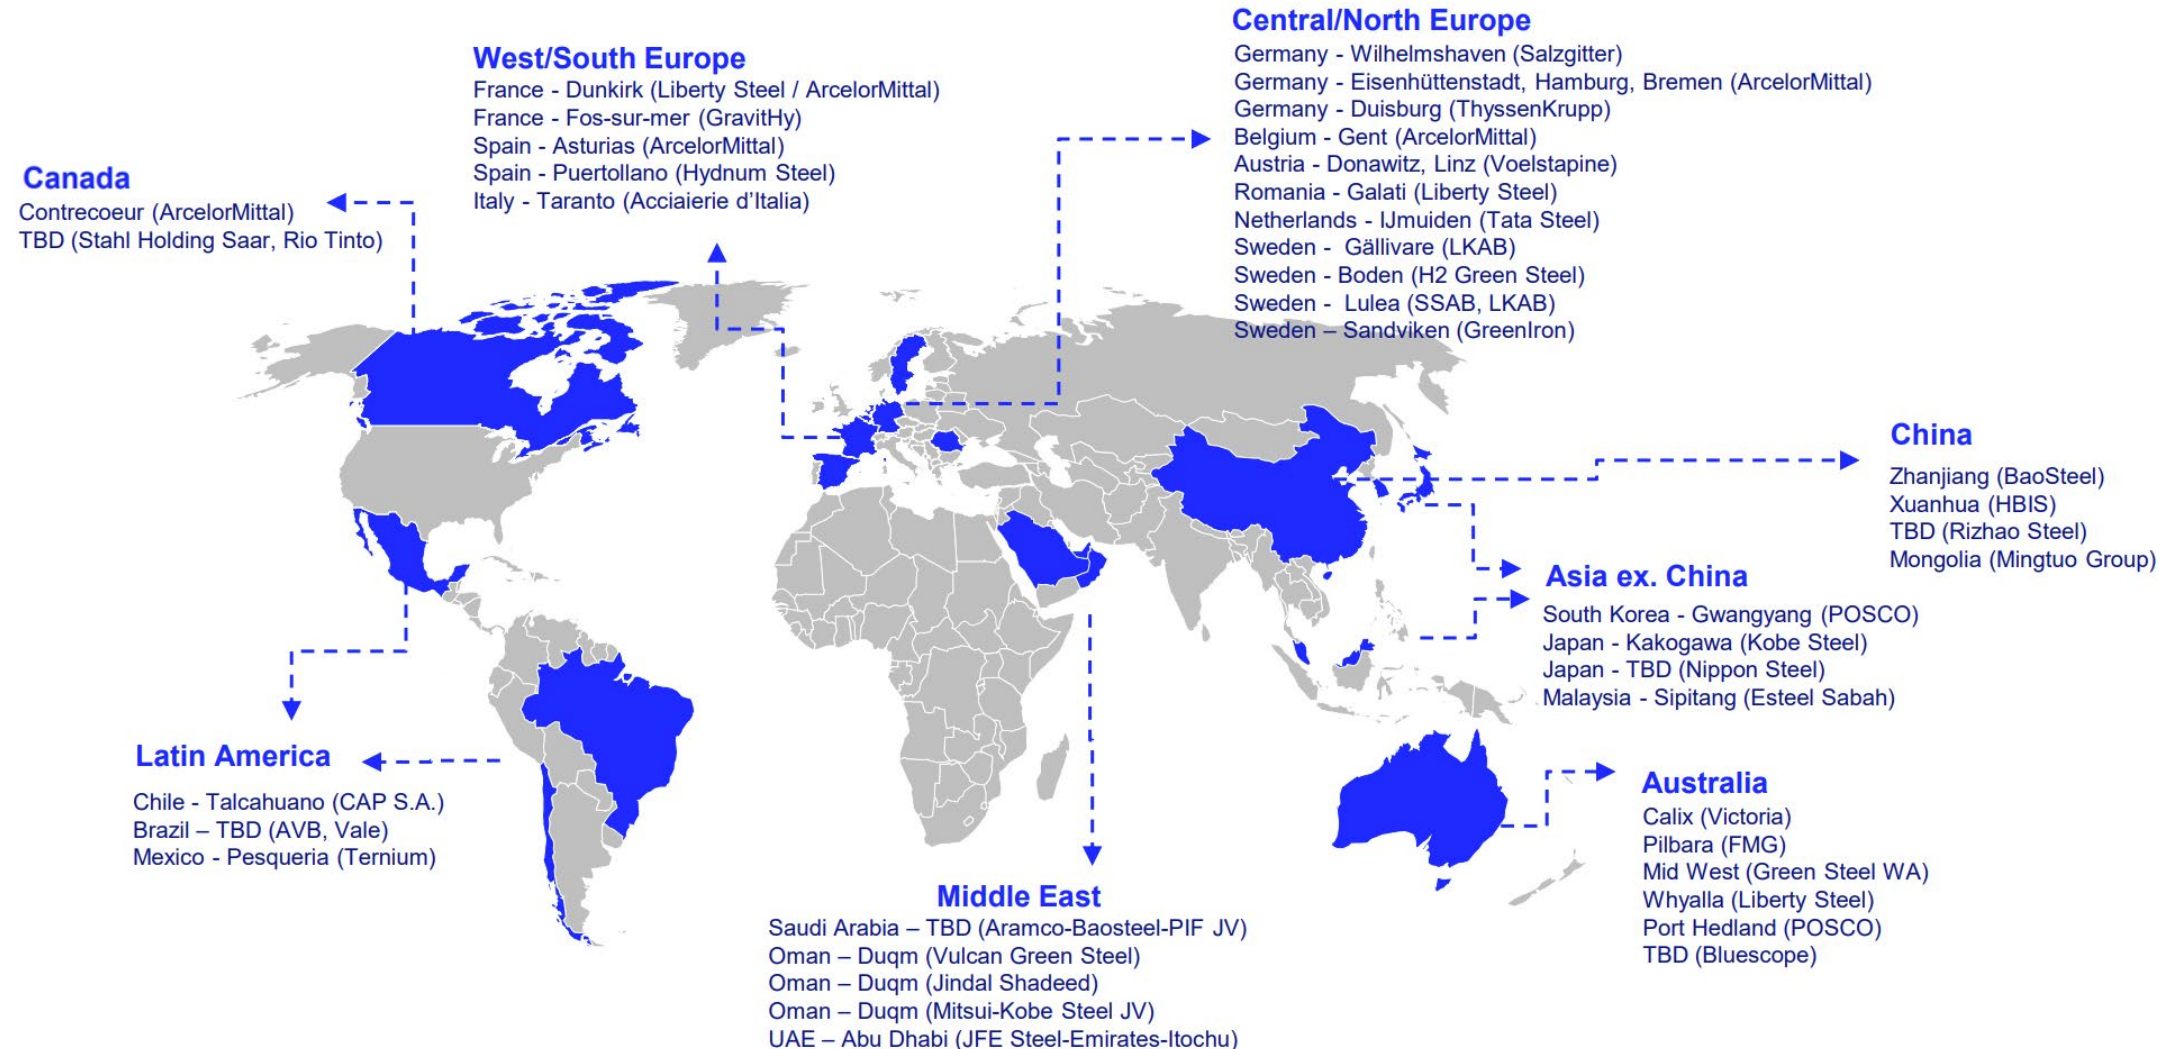 Central/North Europe
Germany - Wilhelmshaven (Salzgitter)
Germany - Eisenhüttenstadt, Hamburg, Bremen (ArcelorMittal)
Germany - Duisburg (ThyssenKrupp)
Belgium - Gent (ArcelorMittal)
Austria - Donawitz, Linz (Voelstapine)
Romania - Galati (Liberty Steel)
Netherlands - IJmuiden (Tata Steel)
Sweden - Gällivare (LKAB)
Sweden - Boden (H2 Green Steel)
Sweden - Lulea (SSAB, LKAB)
Sweden – Sandviken (GreenIron)
West/South Europe
France - Dunkirk (Liberty Steel / ArcelorMittal)
France - Fos-sur-mer (GravitHy)
Spain - Asturias (ArcelorMittal)
Spain - Puertollano (Hydnum Steel)
Italy - Taranto (Acciaierie d'Italia)
Canada
Contrecoeur (ArcelorMittal)
TBD (Stahl Holding Saar, Rio Tinto)
China
Zhanjiang (BaoSteel)
Xuanhua (HBIS)
TBD (Rizhao Steel)
Mongolia (Mingtuo Group)
Asia ex. China
South Korea - Gwangyang (POSCO)
Japan - Kakogawa (Kobe Steel)
Japan - TBD (Nippon Steel)
Malaysia - Sipitang (Esteel Sabah)
Latin America
Chile - Talcahuano (CAP S.A.)
Brazil – TBD (AVB, Vale)
Mexico - Pesqueria (Ternium)
Australia
Calix (Victoria)
Pilbara (FMG)
Mid West (Green Steel WA)
Whyalla (Liberty Steel)
Port Hedland (POSCO)
TBD (Bluescope)
Middle East
Saudi Arabia – TBD (Aramco-Baosteel-PIF JV)
Oman – Duqm (Vulcan Green Steel)
Oman – Duqm (Jindal Shadeed)
Oman – Duqm (Mitsui-Kobe Steel JV)
UAE – Abu Dhabi (JFE Steel-Emirates-Itochu)